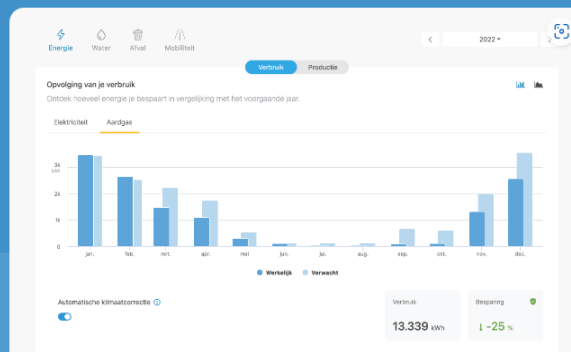 Energie Water Afval Mobiliteit
2022
Verbruik Productie
Opvolging van je verbruik
Ontdek hoeveel energie je bespaart in vergelijking met het voorgaande jaar.
Elektriciteit Aardgas
3k
kWh
2k
1k
0
jan. feb. mrt. apr. mei jun. jul. aug. sep. okt. nov. dec.
Werkelijk Verwacht
Automatische klimaatcorrectie
Verbruik Besparing
13.339 kWh ↓ -25 %